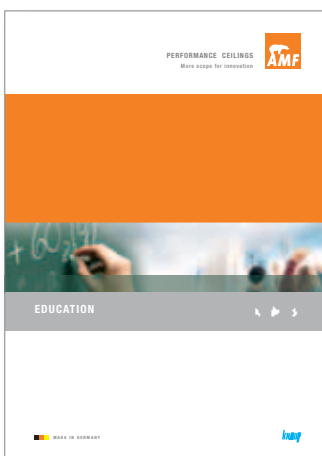 PERFORMANCE CEILINGS
More scope for innovation
AMF
EDUCATION
MADE IN GERMANY
knauf